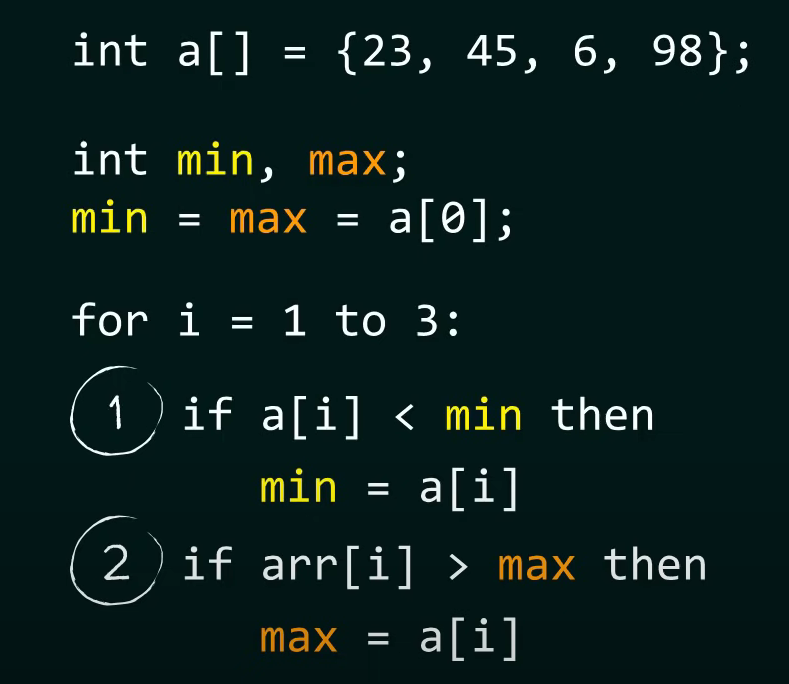 int a[] = {23, 45, 6, 98};
int min, max;
min = max = a[0];
for i = 1 to 3:
1 if a[i] < min then
min = a[i]
2 if arr[i] > max then
max = a[i]